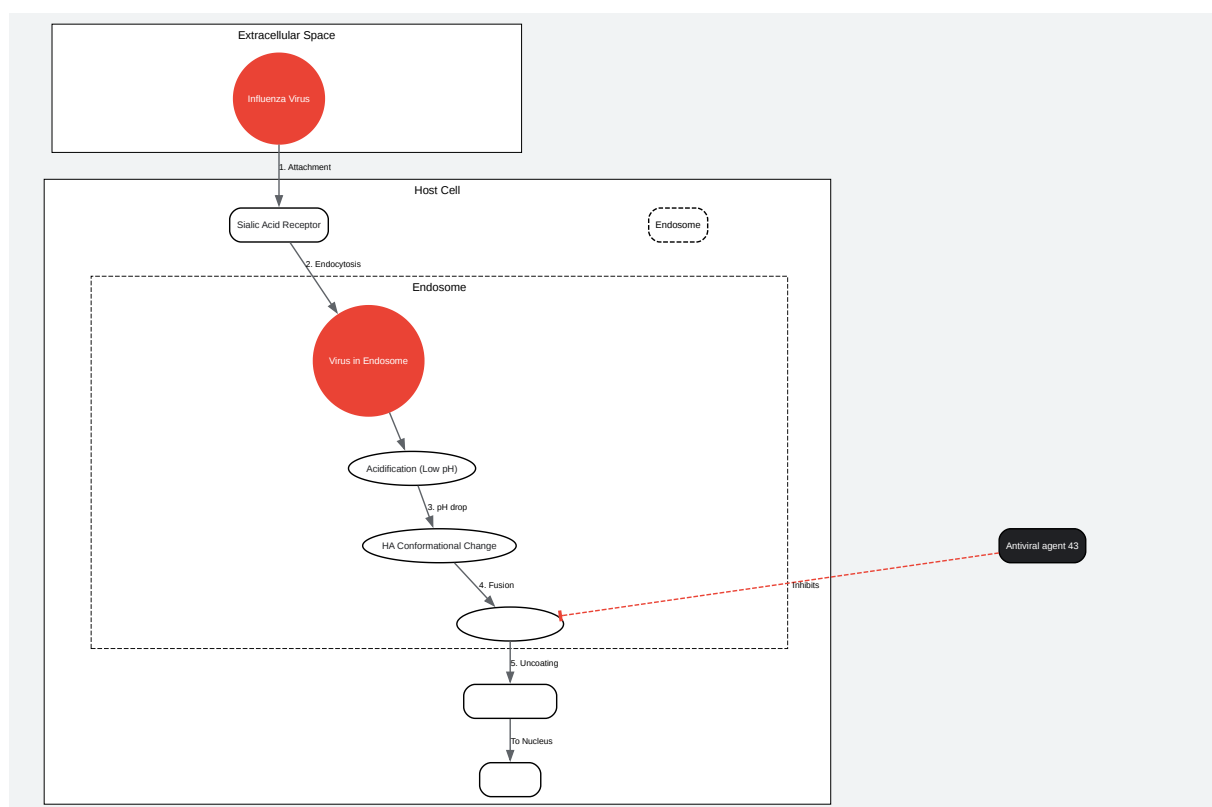 Extracellular Space
Influenza Virus
1. Attachment
Host Cell
Sialic Acid Receptor
Endosome
2. Endocytosis
Endosome
Virus in Endosome
Acidification (Low pH)
3. pH drop
HA Conformational Change
Antiviral agent 43
4. Fusion
Inhibits
5. Uncoating
To Nucleus